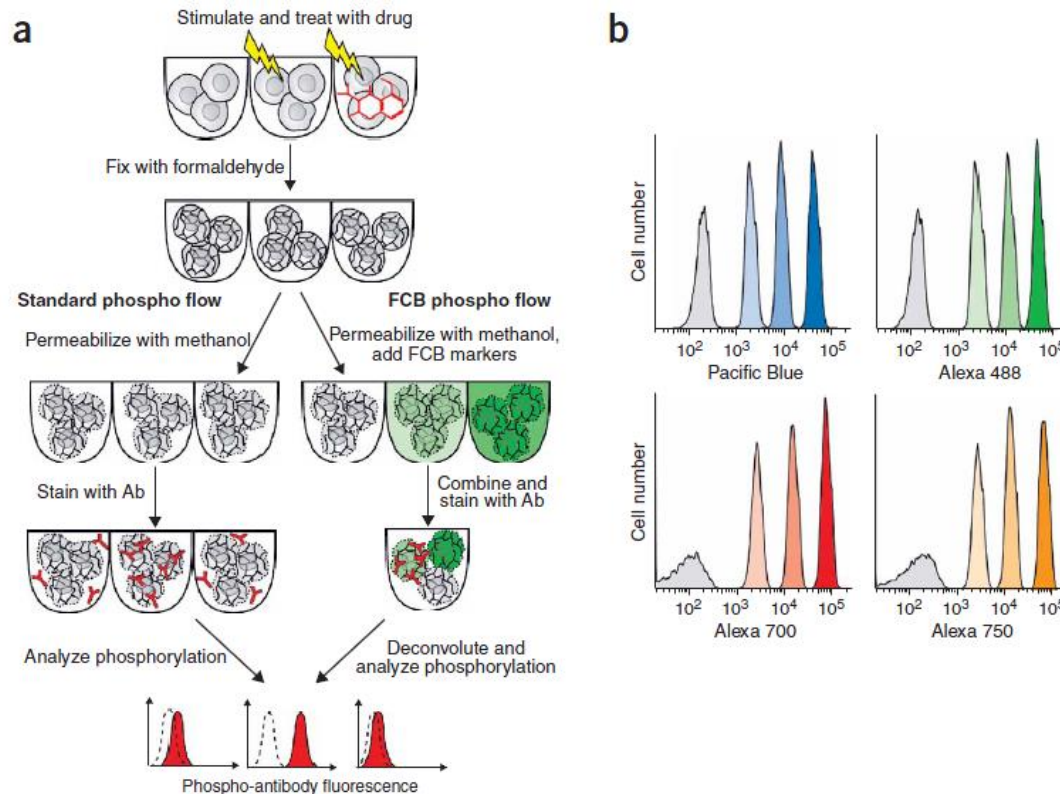 a
Stimulate and treat with drug
Fix with formaldehyde
Standard phospho flow
FCB phospho flow
Permeabilize with methanol
Permeabilize with methanol,
add FCB markers
Stain with Ab
Combine and
stain with Ab
Analyze phosphorylation
Deconvolute and
analyze phosphorylation
Phospho-antibody fluorescence
b
Cell number
10² 10³ 10⁴ 10⁵
Pacific Blue
10² 10³ 10⁴ 10⁵
Alexa 488
Cell number
10² 10³ 10⁴ 10⁵
Alexa 700
10² 10³ 10⁴ 10⁵
Alexa 750